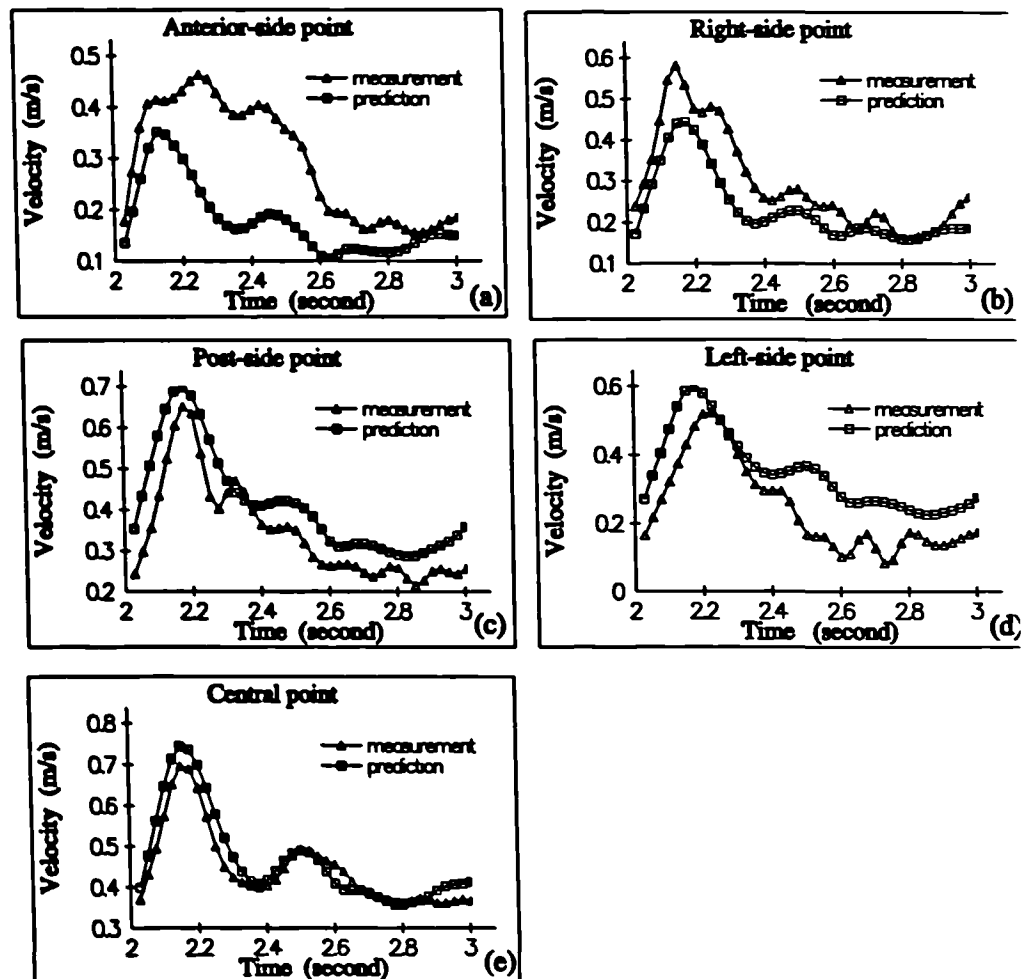 Anterior-side point
Velocity (m/s)
0.5
0.4
0.3
0.2
0.1
measurement
prediction
2 2.2 2.4 2.6 2.8 3
Time (second)
(a)
Right-side point
Velocity (m/s)
0.6
0.5
0.4
0.3
0.2
0.1
measurement
prediction
2 2.2 2.4 2.6 2.8 3
Time (second)
(b)
Post-side point
Velocity (m/s)
0.7
0.6
0.5
0.4
0.3
0.2
measurement
prediction
2 2.2 2.4 2.6 2.8 3
Time (second)
(c)
Left-side point
Velocity (m/s)
0.6
0.4
0.2
0
measurement
prediction
2 2.2 2.4 2.6 2.8 3
Time (second)
(d)
Central point
Velocity (m/s)
0.8
0.7
0.6
0.5
0.4
0.3
measurement
prediction
2 2.2 2.4 2.6 2.8 3
Time (second)
(e)